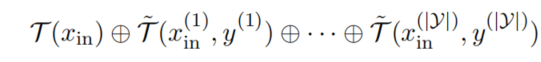 𝒯(x_in) ⊕ 𝒯̃(x_in^(1), y^(1)) ⊕ ⋯ ⊕ 𝒯̃(x_in^(|𝒴|), y^(|𝒴|))